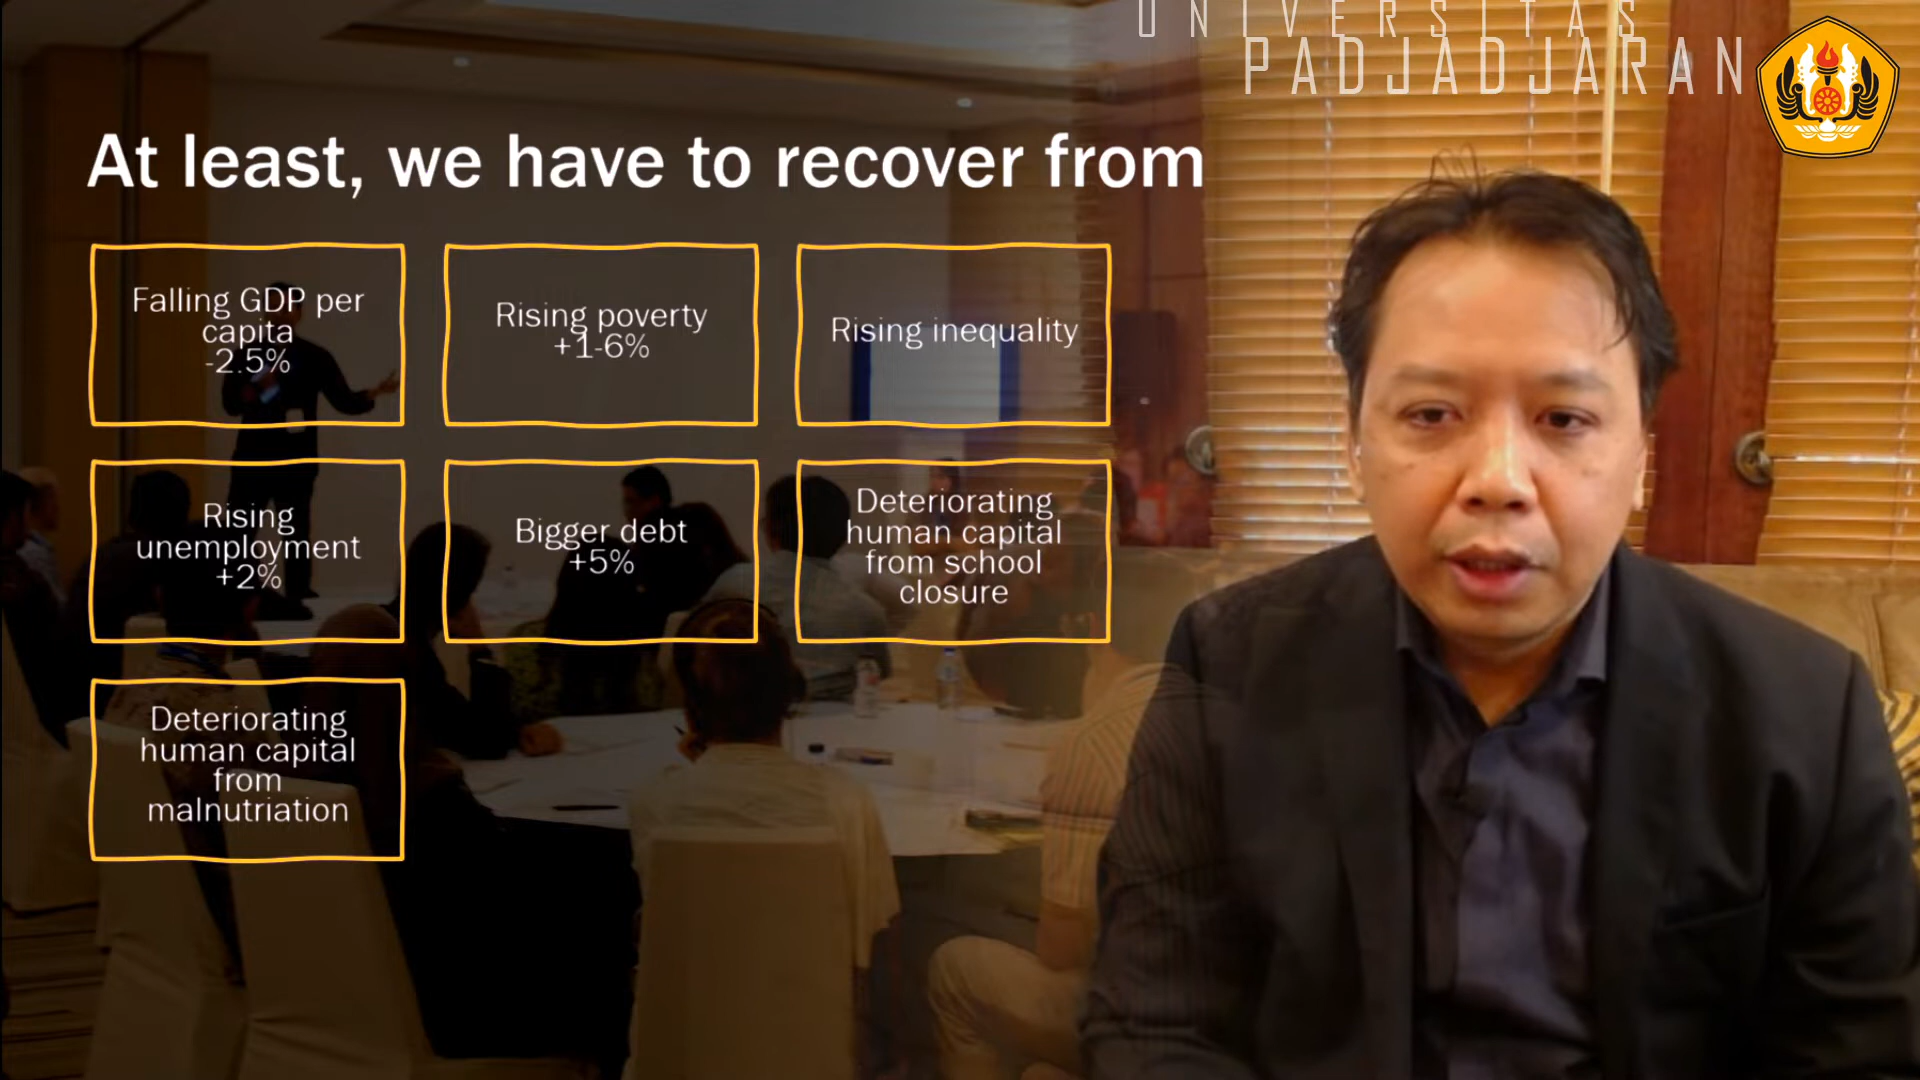 UNIVERSITAS
PADJADJARAN
At least, we have to recover from
Falling GDP per
capita
-2.5%
Rising poverty
+1-6%
Rising inequality
Rising
unemployment
+2%
Bigger debt
+5%
Deteriorating
human capital
from school
closure
Deteriorating
human capital
from
malnutriation